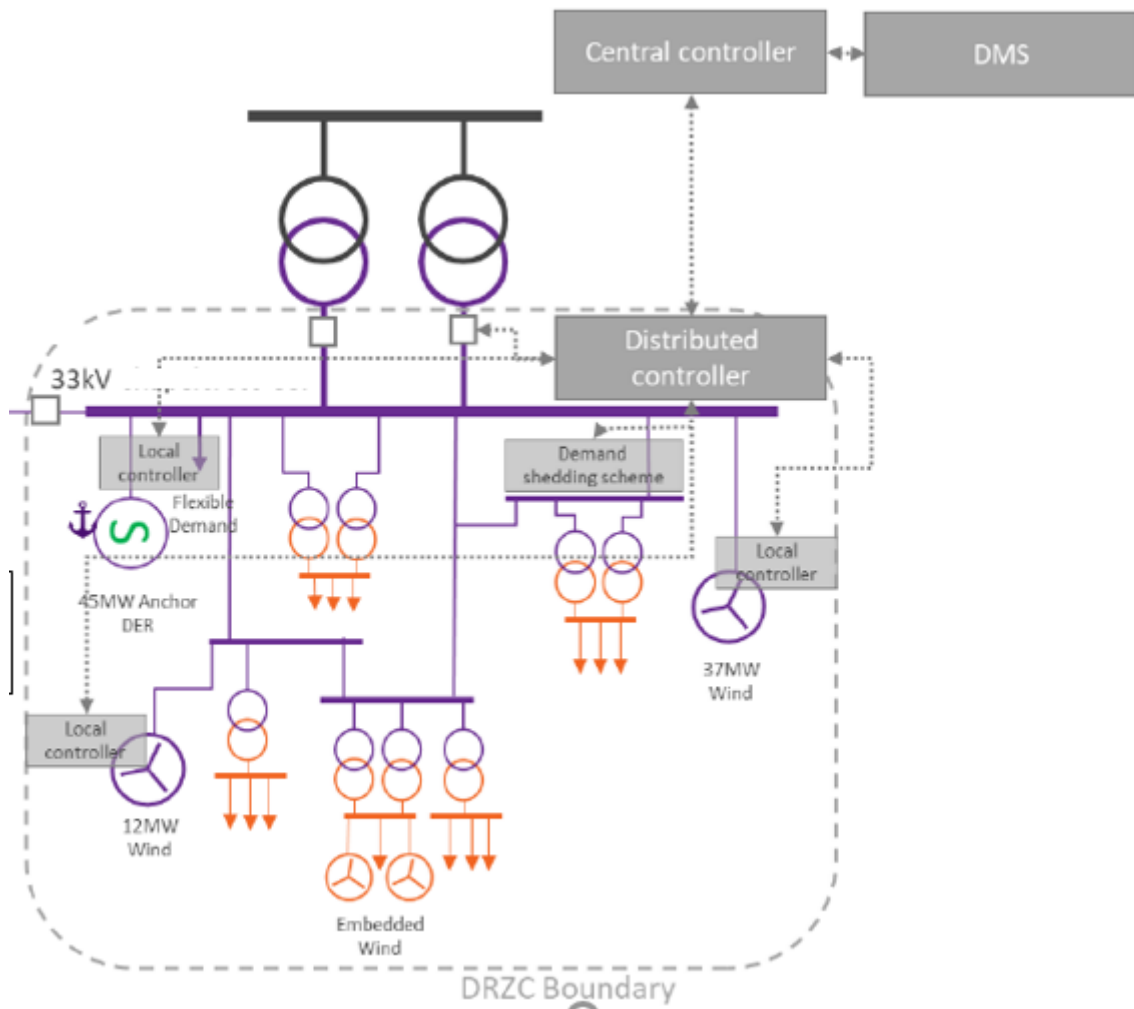 Central controller
DMS
Distributed
controller
33kV
Local
controller
Flexible
Demand
Demand
shedding scheme
Local
controller
45MW Anchor
DER
37MW
Wind
Local
controller
12MW
Wind
Embedded
Wind
DRZC Boundary